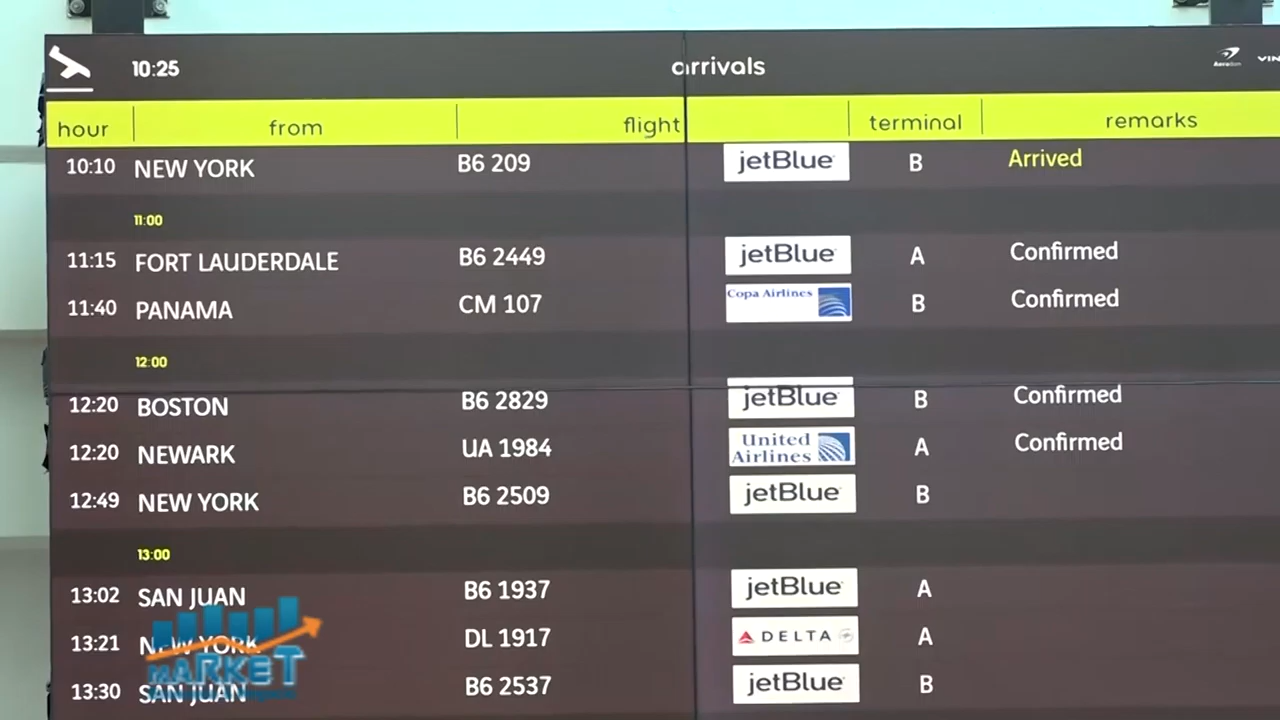 10:25 arrivals
hour from flight terminal remarks
10:10 NEW YORK B6 209 jetBlue B Arrived
11:00
11:15 FORT LAUDERDALE B6 2449 jetBlue A Confirmed
11:40 PANAMA CM 107 Copa Airlines B Confirmed
12:00
12:20 BOSTON B6 2829 jetBlue B Confirmed
12:20 NEWARK UA 1984 United Airlines A Confirmed
12:49 NEW YORK B6 2509 jetBlue B
13:00
13:02 SAN JUAN B6 1937 jetBlue A
13:21 NEW YORK DL 1917 DELTA A
13:30 SAN JUAN B6 2537 jetBlue B
MARKET